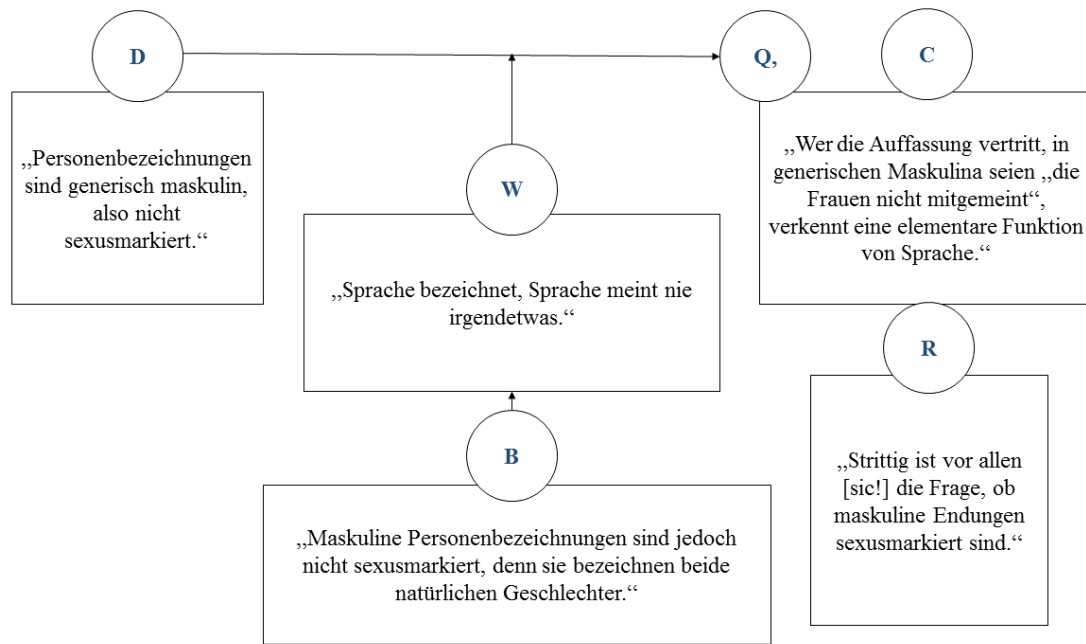 D
Q,
C
„Personenbezeichnungen
sind generisch maskulin,
also nicht
sexusmarkiert.“
„Wer die Auffassung vertritt, in
generischen Maskulina seien „die
Frauen nicht mitgemeint“,
verkennt eine elementare Funktion
von Sprache.“
W
„Sprache bezeichnet, Sprache meint nie
irgendetwas.“
R
„Strittig ist vor allen
[sic!] die Frage, ob
maskuline Endungen
sexusmarkiert sind.“
B
„Maskuline Personenbezeichnungen sind jedoch
nicht sexusmarkiert, denn sie bezeichnen beide
natürlichen Geschlechter.“